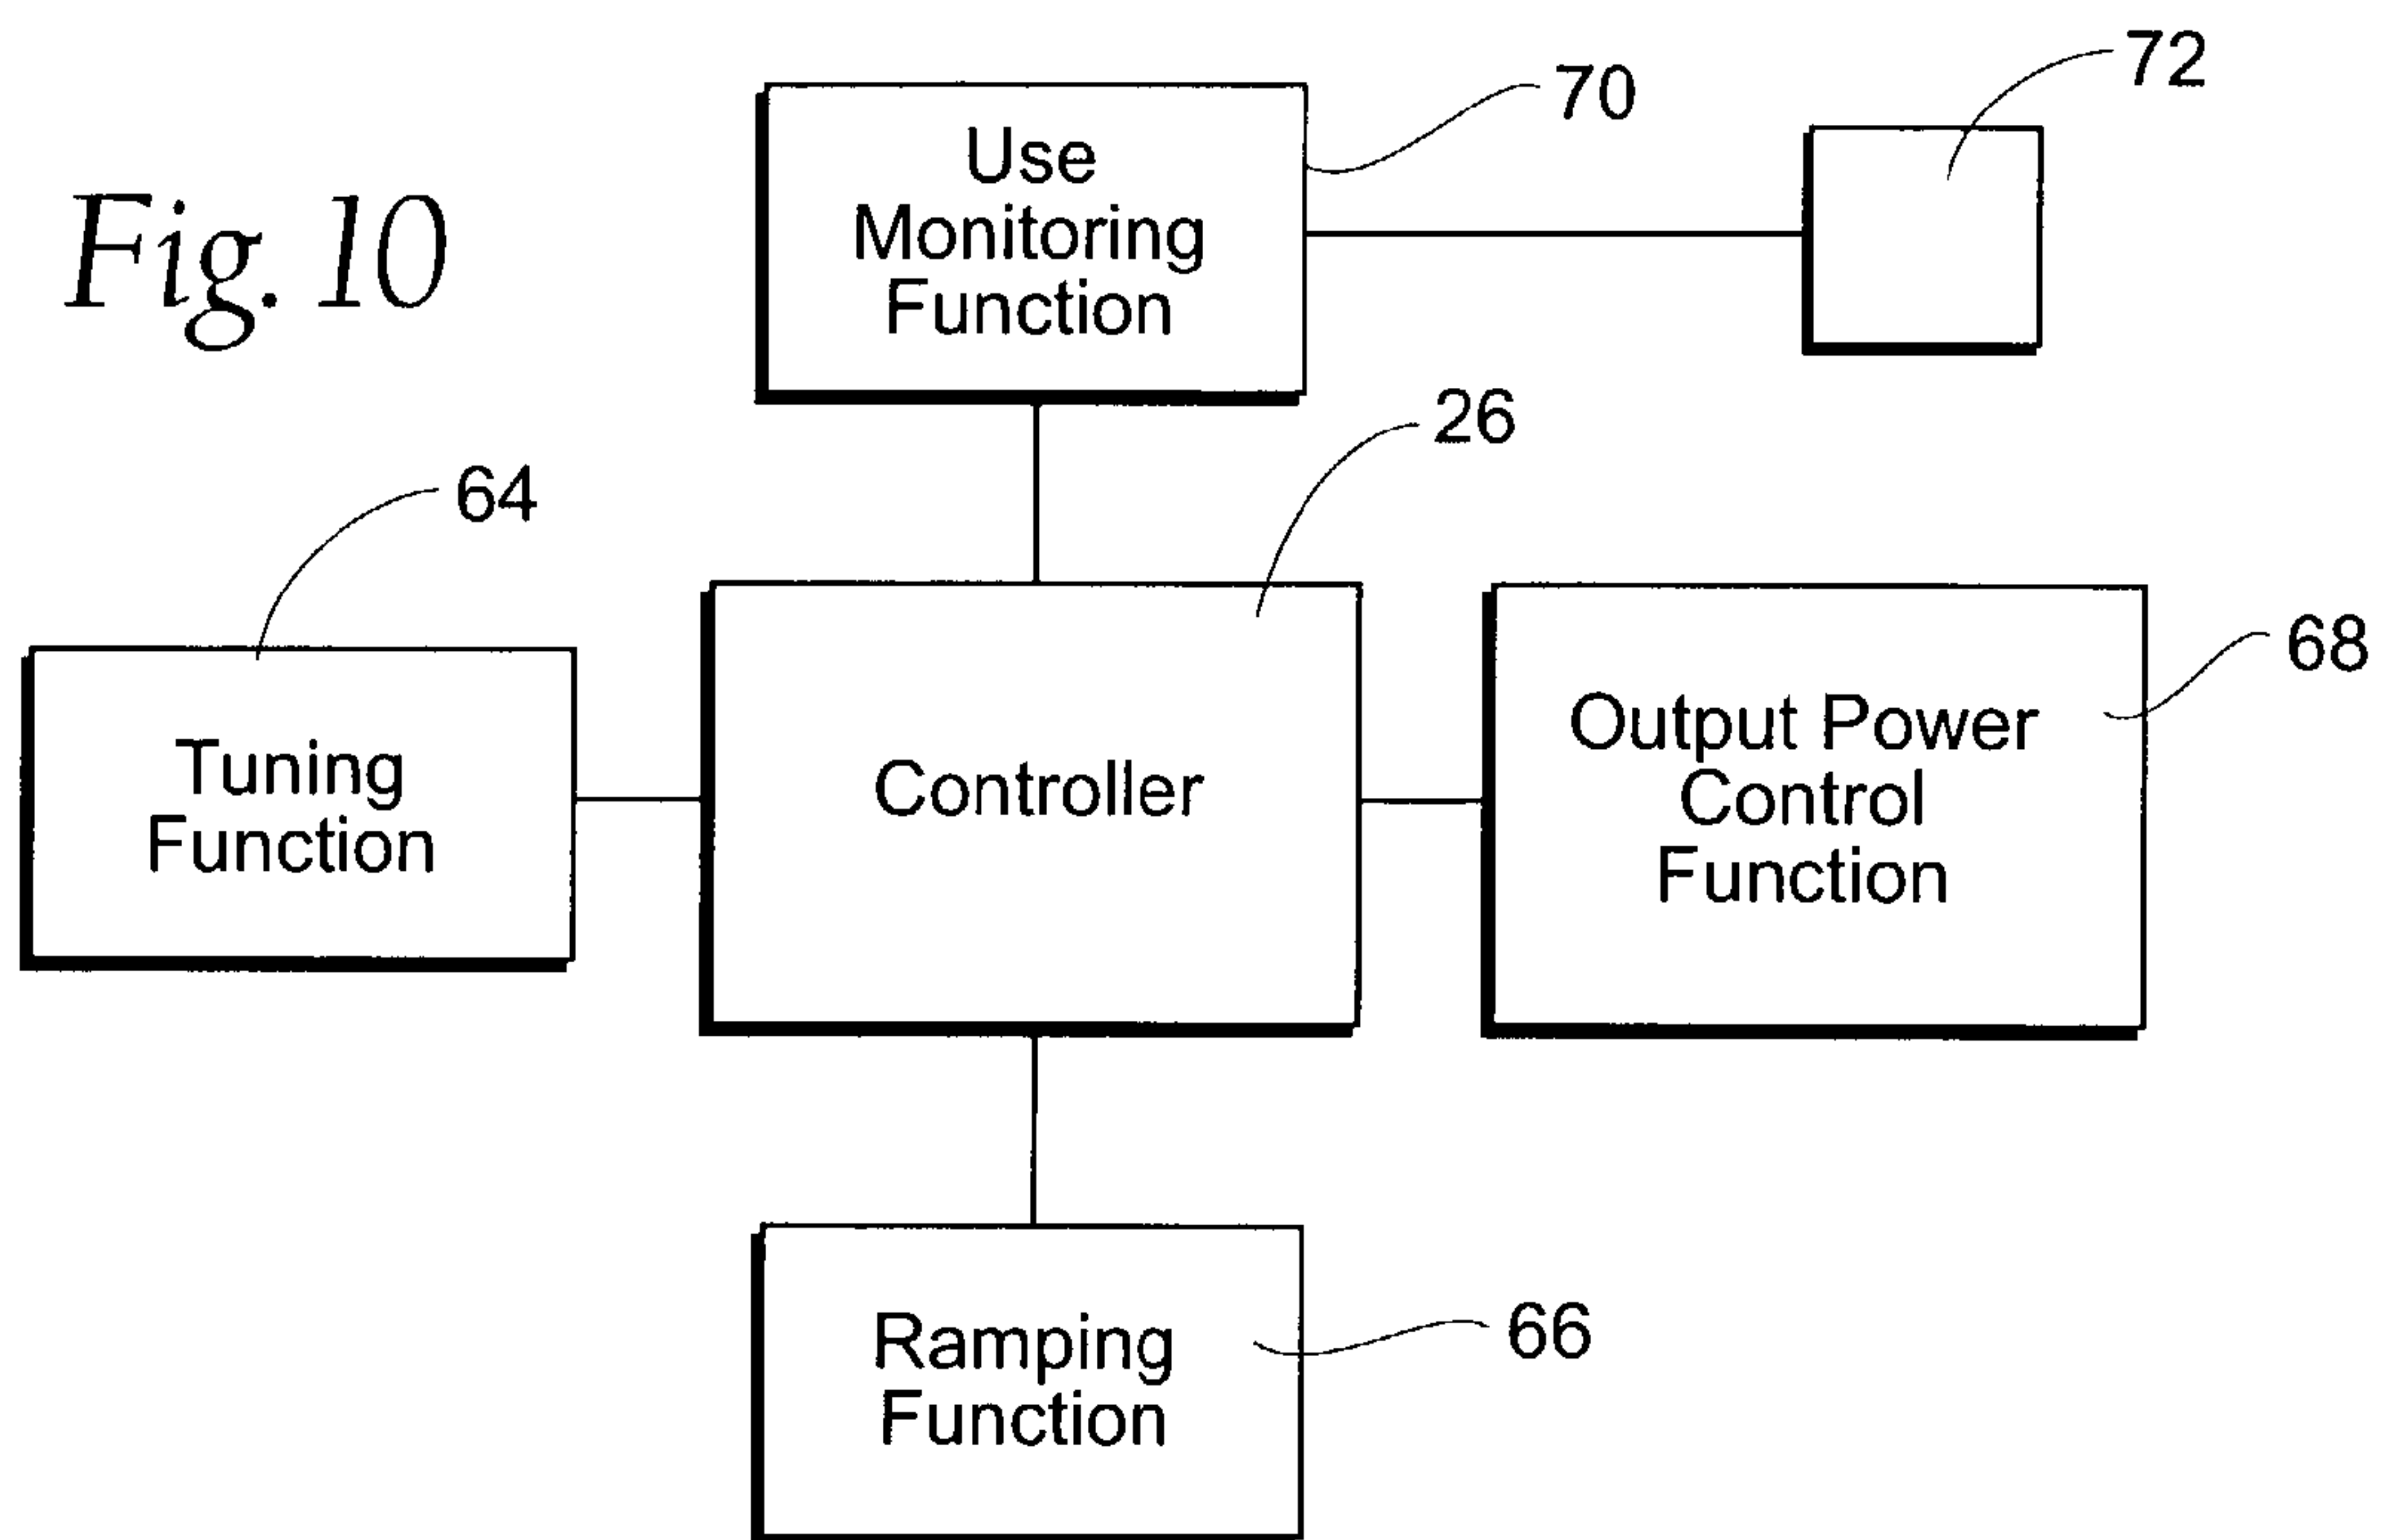 Fig. 10
Use
Monitoring
Function
70
72
26
64
Tuning
Function
Controller
Output Power
Control
Function
68
Ramping
Function
66